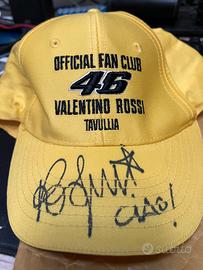 OFFICIAL FAN CLUB
46
VALENTINO ROSSI
TAVULLIA
CIAO!
subito